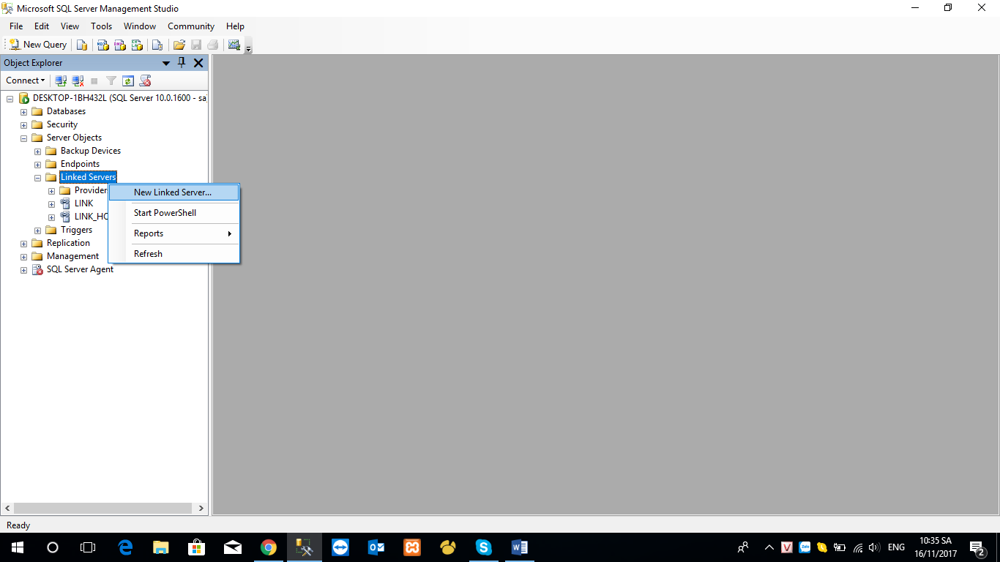 Microsoft SQL Server Management Studio
File Edit View Tools Window Community Help
New Query
Object Explorer
Connect
DESKTOP-1BH432L (SQL Server 10.0.1600 - sa
Databases
Security
Server Objects
Backup Devices
Endpoints
Linked Servers
Provider
New Linked Server...
LINK
Start PowerShell
LINK_HO
Triggers
Reports
Replication
Refresh
Management
SQL Server Agent
Ready
ENG
10:35 SA
16/11/2017
2